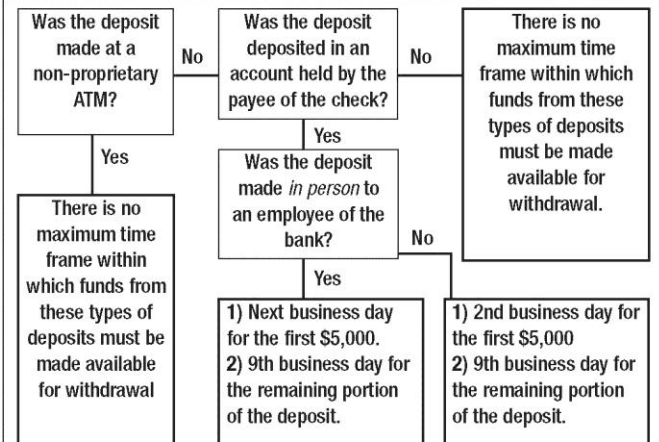 Was the deposit
made at a
non-proprietary
ATM?
No
Was the deposit
deposited in an
account held by the
payee of the check?
No
There is no
maximum time
frame within which
funds from these
types of deposits
must be made
available for
withdrawal.
Yes
Yes
There is no
maximum time
frame within
which funds from
these types of
deposits must be
made available
for withdrawal
Was the deposit
made in person to
an employee of the
bank?
No
Yes
1) Next business day
for the first $5,000.
2) 9th business day for
the remaining portion
of the deposit.
1) 2nd business day for
the first $5,000
2) 9th business day for
the remaining portion
of the deposit.